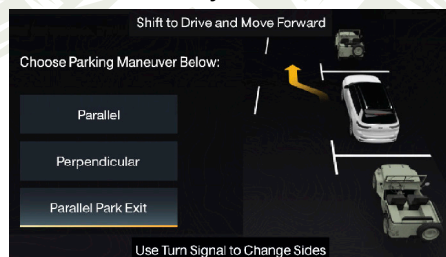 Shift to Drive and Move Forward
Choose Parking Maneuver Below:
Parallel
Perpendicular
Parallel Park Exit
Use Turn Signal to Change Sides